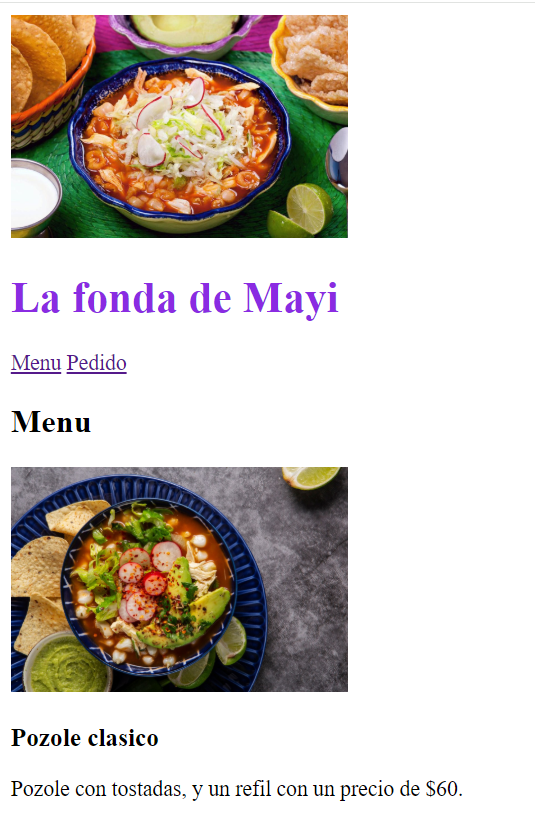 La fonda de Mayi
Menu Pedido
Menu
Pozole clasico
Pozole con tostadas, y un refil con un precio de $60.